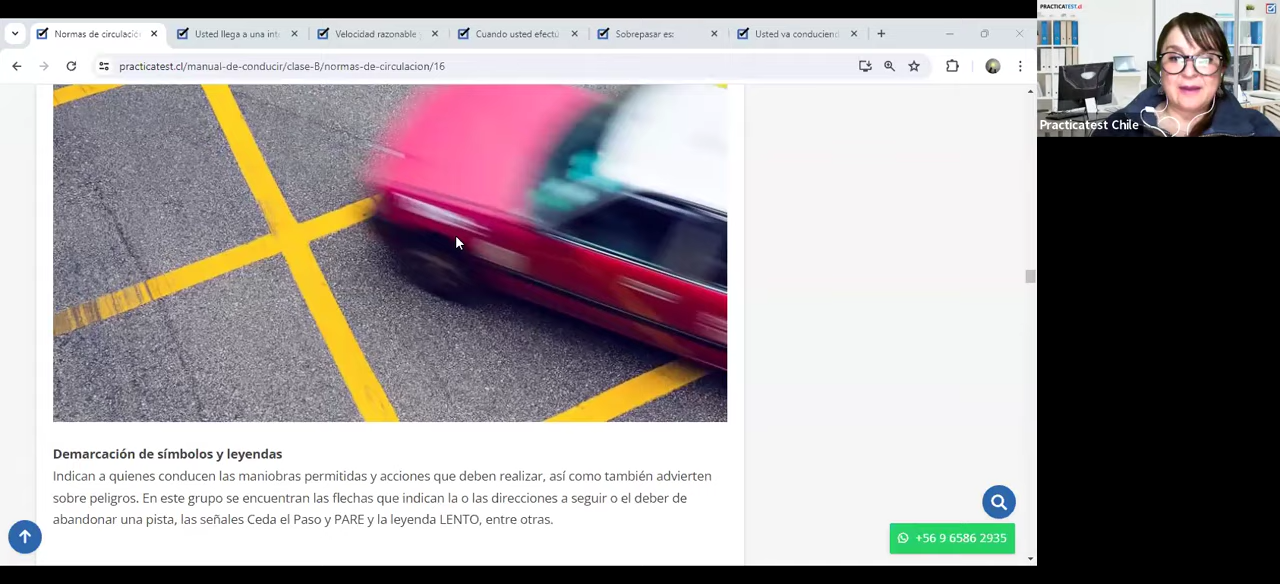 Normas de circulació
Usted llega a una int
Velocidad razonable
Cuando usted efectú
Sobrepasar es:
Usted va conduciend
practicatest.cl/manual-de-conducir/clase-B/normas-de-circulacion/16
PRACTICATEST.cl
Practicatest Chile
Demarcación de símbolos y leyendas
Indican a quienes conducen las maniobras permitidas y acciones que deben realizar, así como también advierten
sobre peligros. En este grupo se encuentran las flechas que indican la o las direcciones a seguir o el deber de
abandonar una pista, las señales Ceda el Paso y PARE y la leyenda LENTO, entre otras.
+56 9 6586 2935